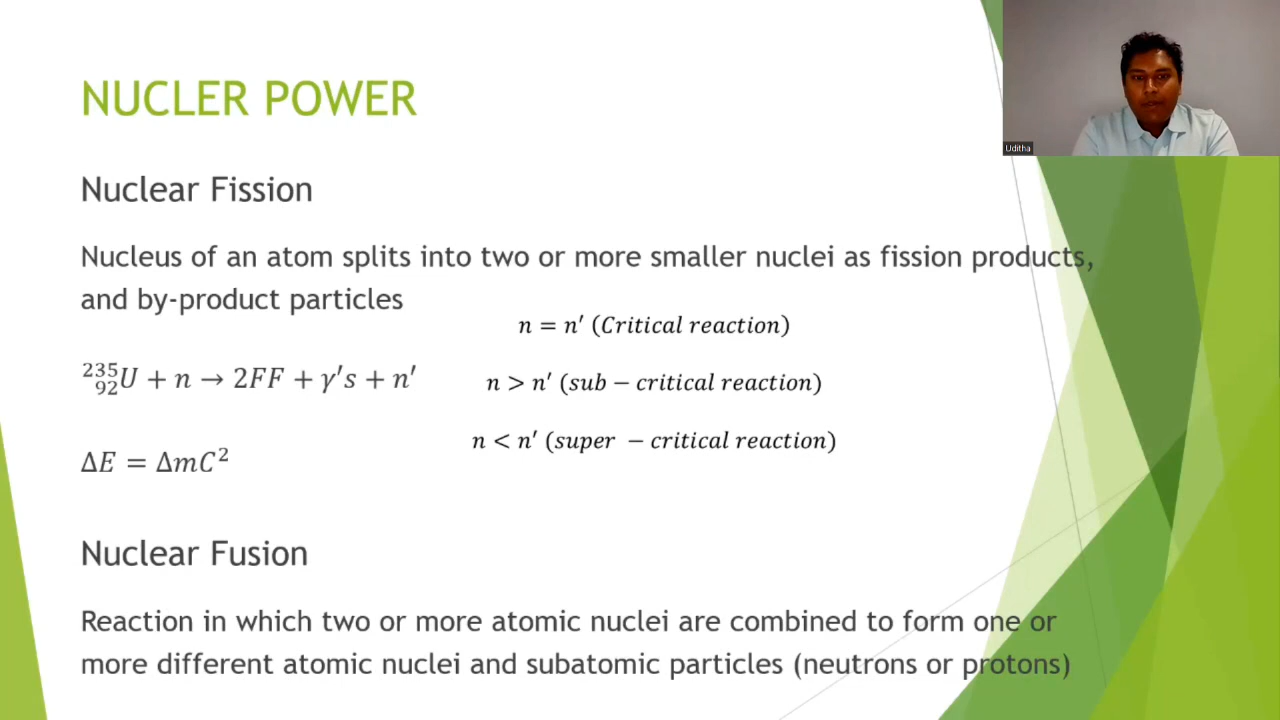 NUCLER POWER
Uditha
Nuclear Fission
Nucleus of an atom splits into two or more smaller nuclei as fission products,
and by-product particles
n = n′ (Critical reaction)
²³⁵₉₂U + n → 2FF + γ′s + n′
n > n′ (sub − critical reaction)
n < n′ (super − critical reaction)
ΔE = ΔmC²
Nuclear Fusion
Reaction in which two or more atomic nuclei are combined to form one or
more different atomic nuclei and subatomic particles (neutrons or protons)